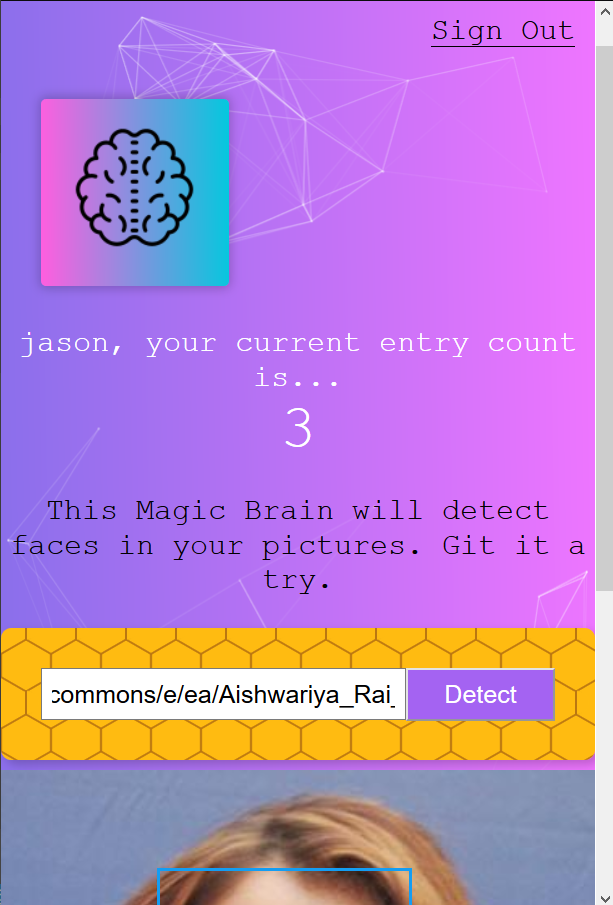 Sign Out
jason, your current entry count
is...
3
This Magic Brain will detect
faces in your pictures. Git it a
try.
commons/e/ea/Aishwariya_Rai_ Detect